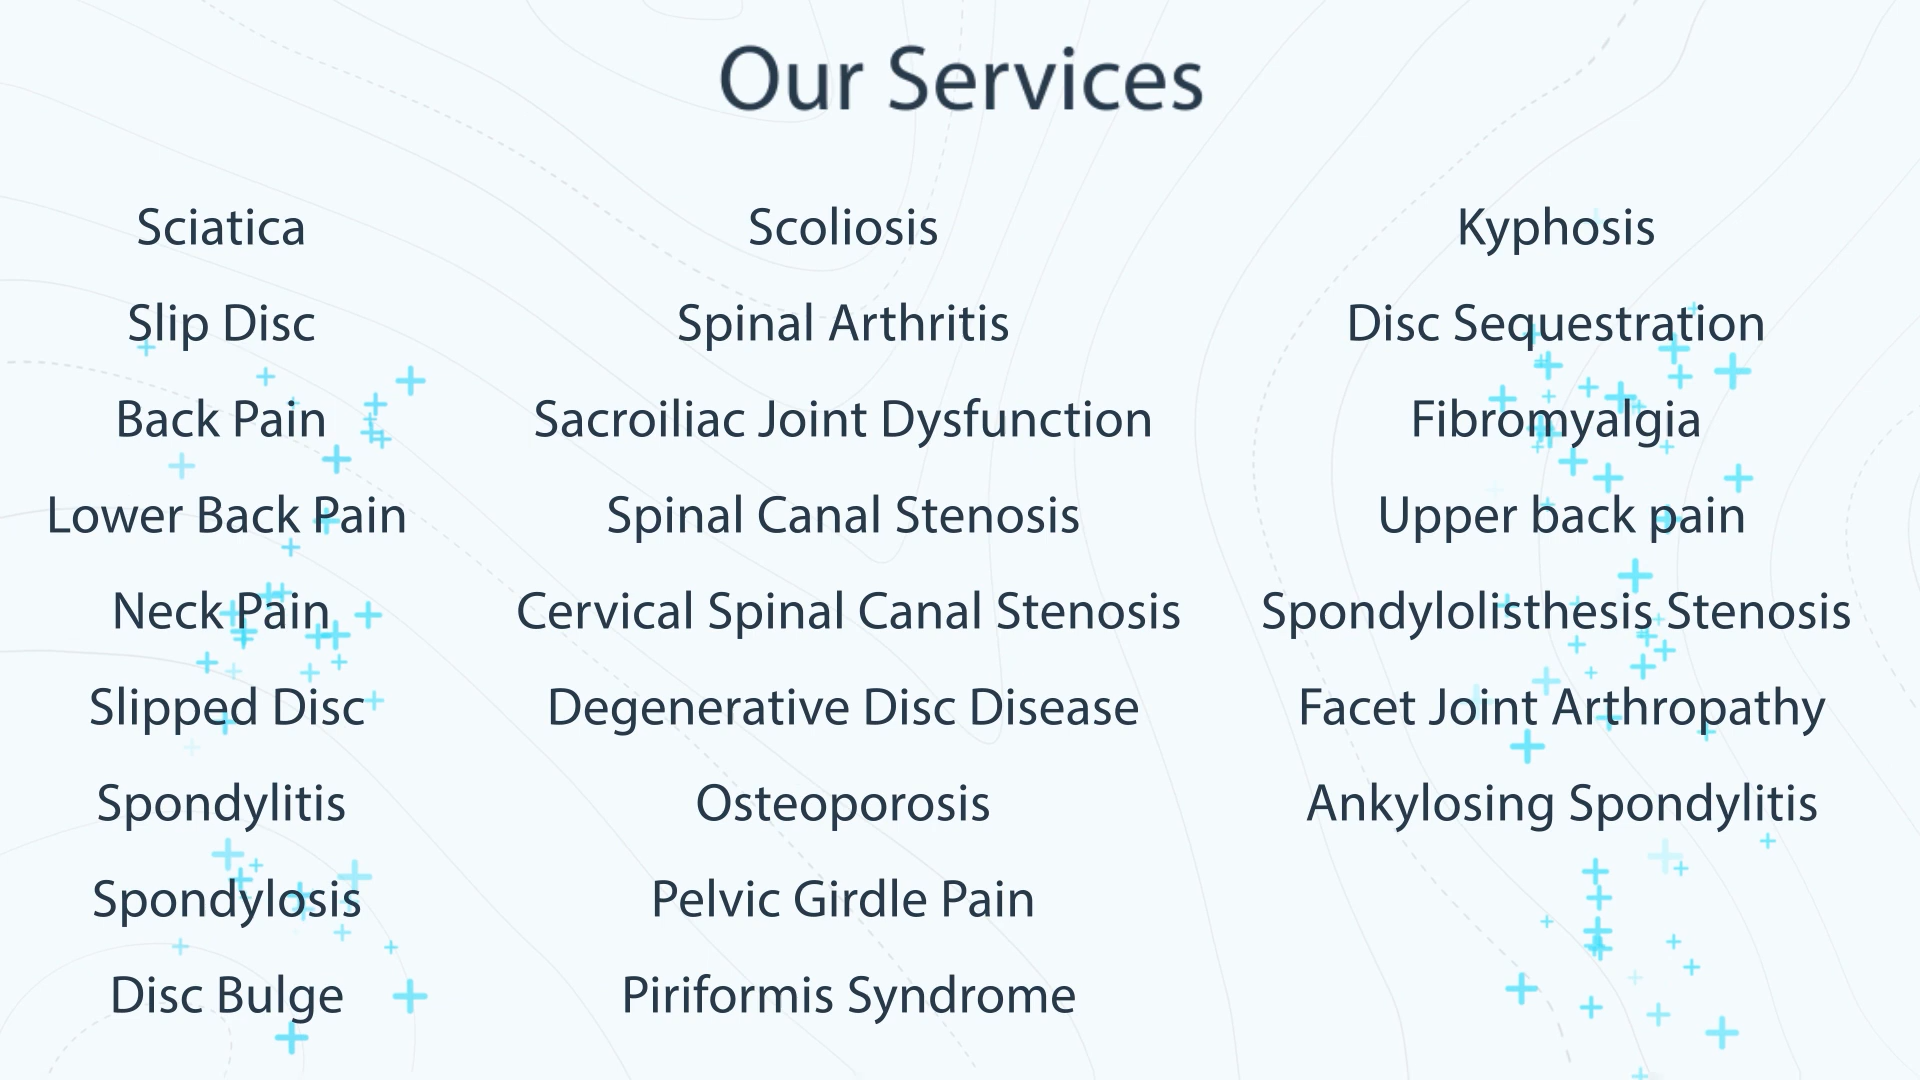 Our Services
Sciatica
Slip Disc
Back Pain
Lower Back Pain
Neck Pain
Slipped Disc
Spondylitis
Spondylosis
Disc Bulge
Scoliosis
Spinal Arthritis
Sacroiliac Joint Dysfunction
Spinal Canal Stenosis
Cervical Spinal Canal Stenosis
Degenerative Disc Disease
Osteoporosis
Pelvic Girdle Pain
Piriformis Syndrome
Kyphosis
Disc Sequestration
Fibromyalgia
Upper back pain
Spondylolisthesis Stenosis
Facet Joint Arthropathy
Ankylosing Spondylitis